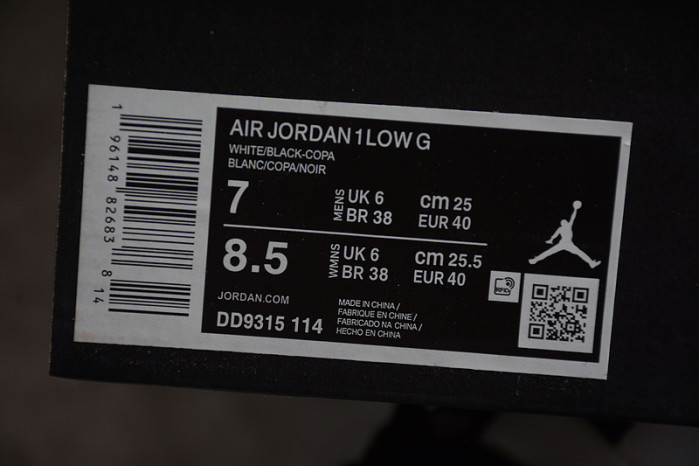 1 96148 82683 8 14
AIR JORDAN 1 LOW G
WHITE/BLACK-COPA
BLANC/COPA/NOIR
7 MENS UK 6 cm 25
BR 38 EUR 40
8.5 WMNS UK 6 cm 25.5
BR 38 EUR 40
RFID
JORDAN.COM
DD9315 114
MADE IN CHINA /
FABRIQUE EN CHINE /
FABRICADO NA CHINA /
HECHO EN CHINA